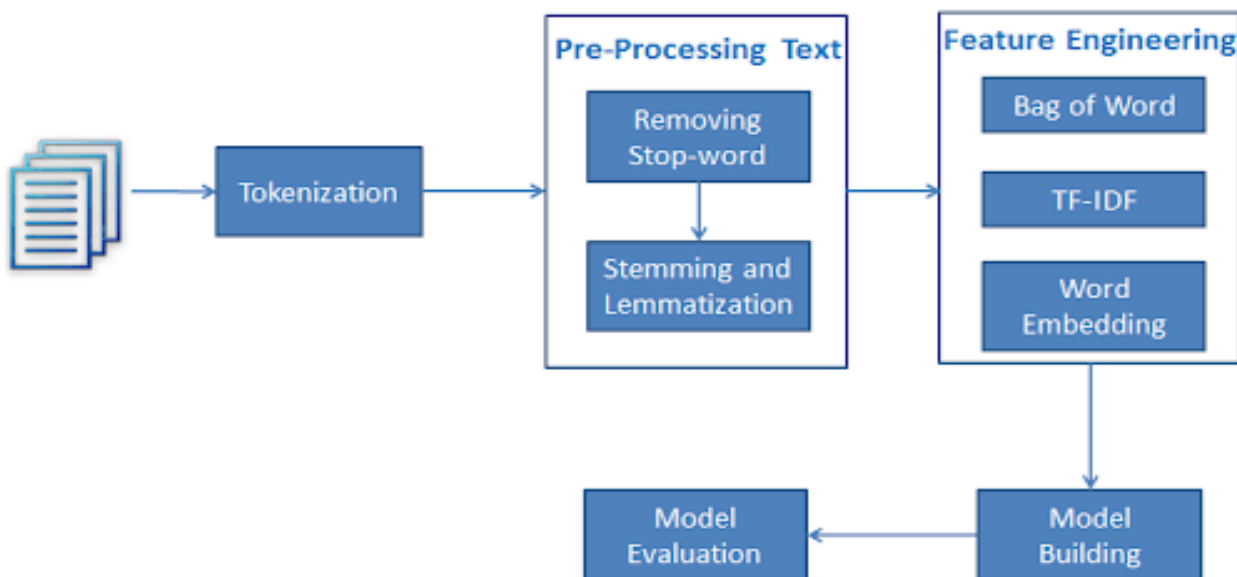 Pre-Processing Text
Removing
Stop-word
Stemming and
Lemmatization
Tokenization
Feature Engineering
Bag of Word
TF-IDF
Word
Embedding
Model
Building
Model
Evaluation